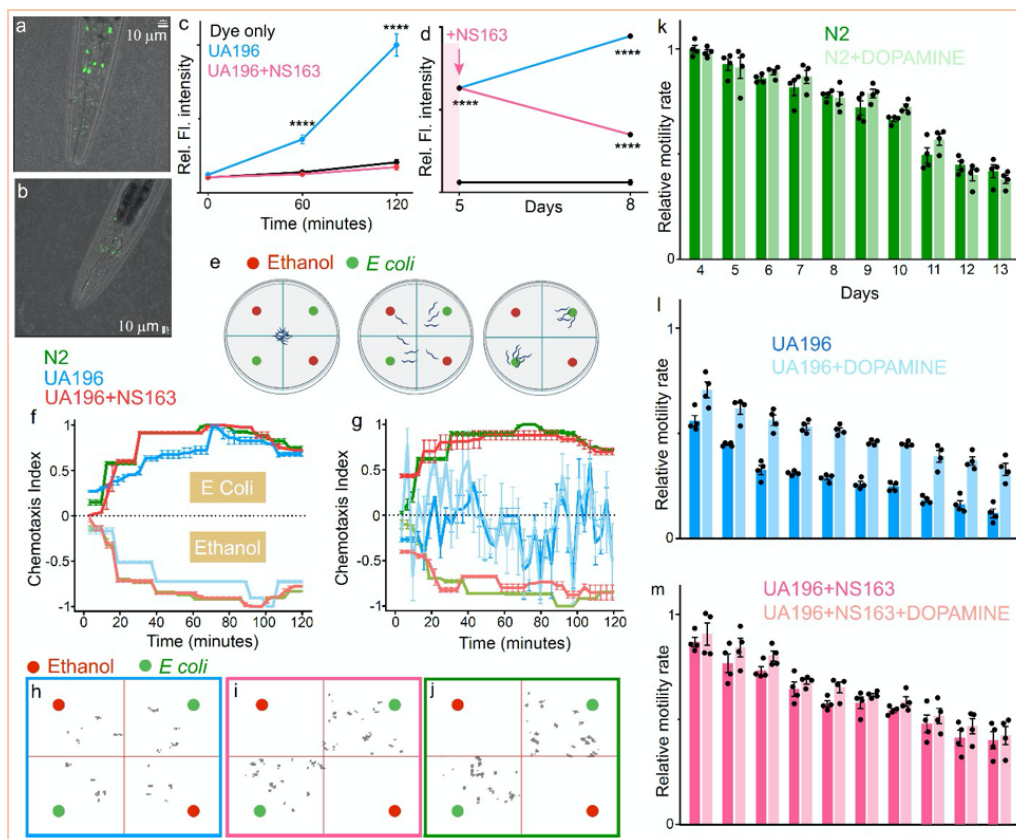 a
10 µm
b
10 µm
c
Dye only
UA196
UA196+NS163
****
****
Rel. Fl. intensity
0
60
120
Time (minutes)
d
+NS163
****
****
****
Rel. Fl. intensity
5
8
Days
e
Ethanol
E coli
N2
UA196
UA196+NS163
f
Chemotaxis Index
1
0.5
0
-0.5
-1
E Coli
Ethanol
0 20 40 60 80 100 120
Time (minutes)
g
Chemotaxis Index
1
0.5
0
-0.5
-1
0 20 40 60 80 100 120
Time (minutes)
Ethanol
E coli
h
i
j
k
N2
N2+DOPAMINE
Relative motility rate
1
0
4 5 6 7 8 9 10 11 12 13
Days
l
UA196
UA196+DOPAMINE
Relative motility rate
1
0
m
UA196+NS163
UA196+NS163+DOPAMINE
Relative motility rate
1
0